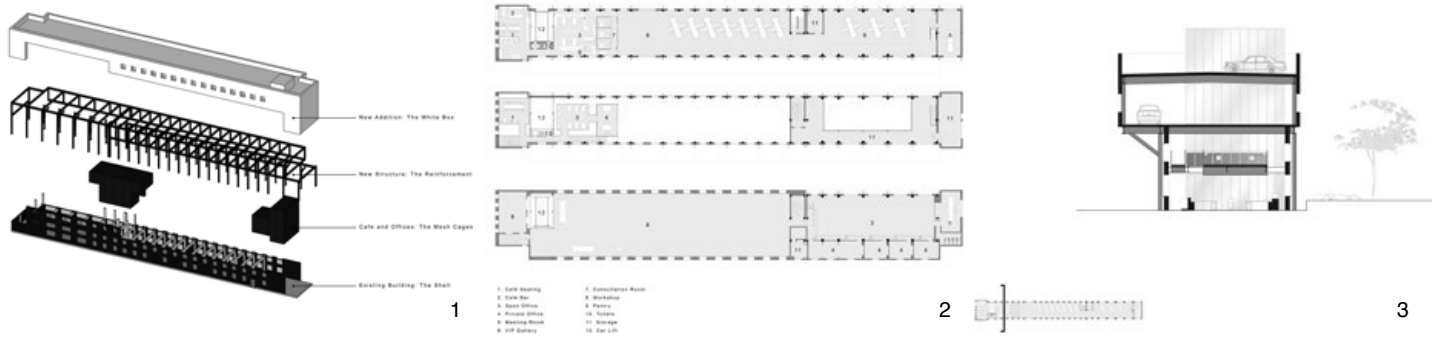 New Addition: The White Box
New Structure: The Reinforcement
Cafe and Offices: The Mesh Cages
Existing Building: The Shell
1
1. Café Seating
2. Café Bar
3. Open Office
4. Private Office
5. Meeting Room
6. VIP Gallery
7. Consultation Room
8. Workshop
9. Pantry
10. Toilets
11. Storage
12. Car Lift
2
3